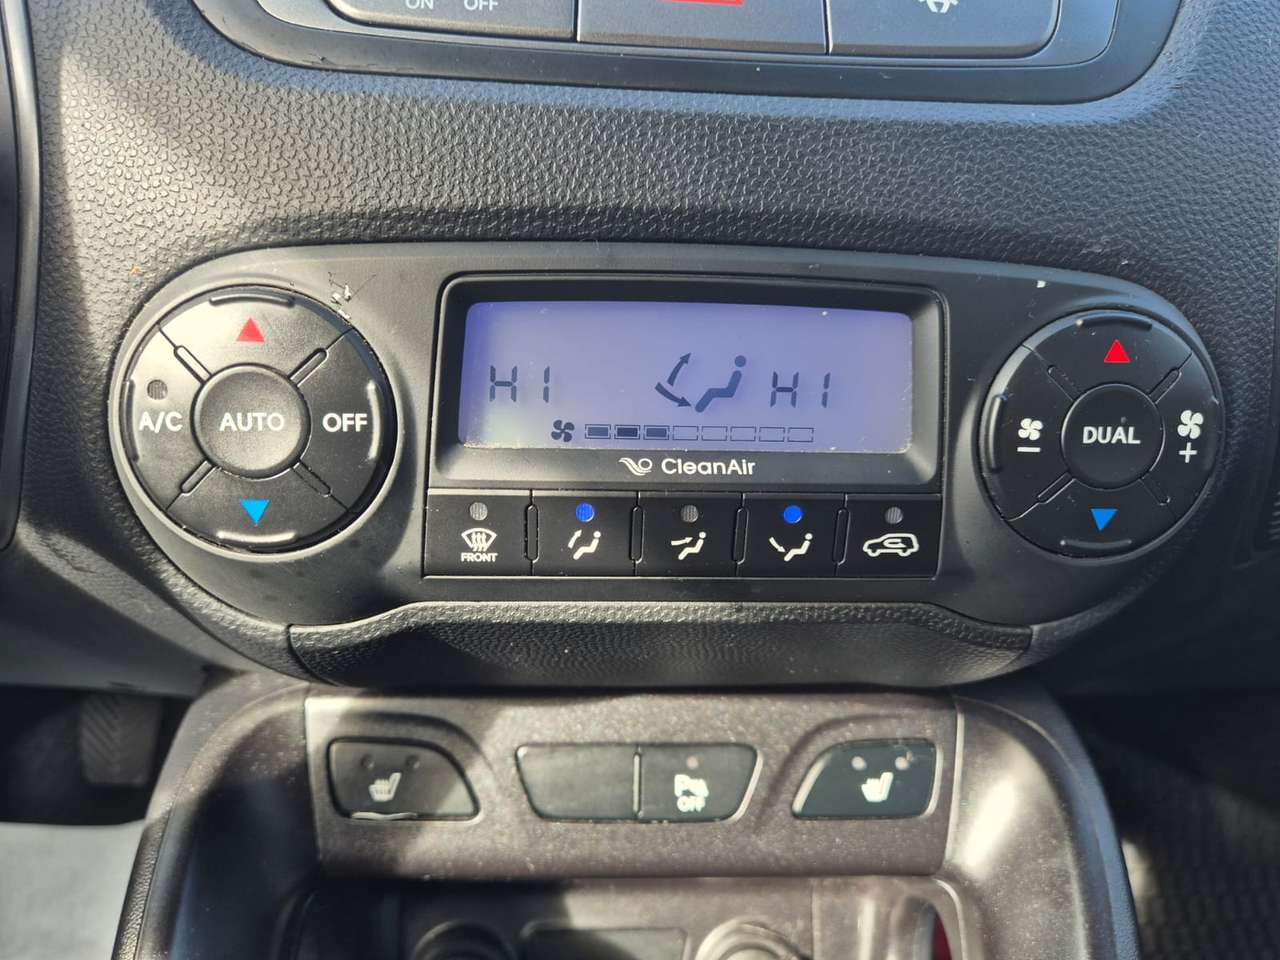 ON OFF
A/C AUTO OFF
HI HI
CleanAir
DUAL
FRONT
OFF